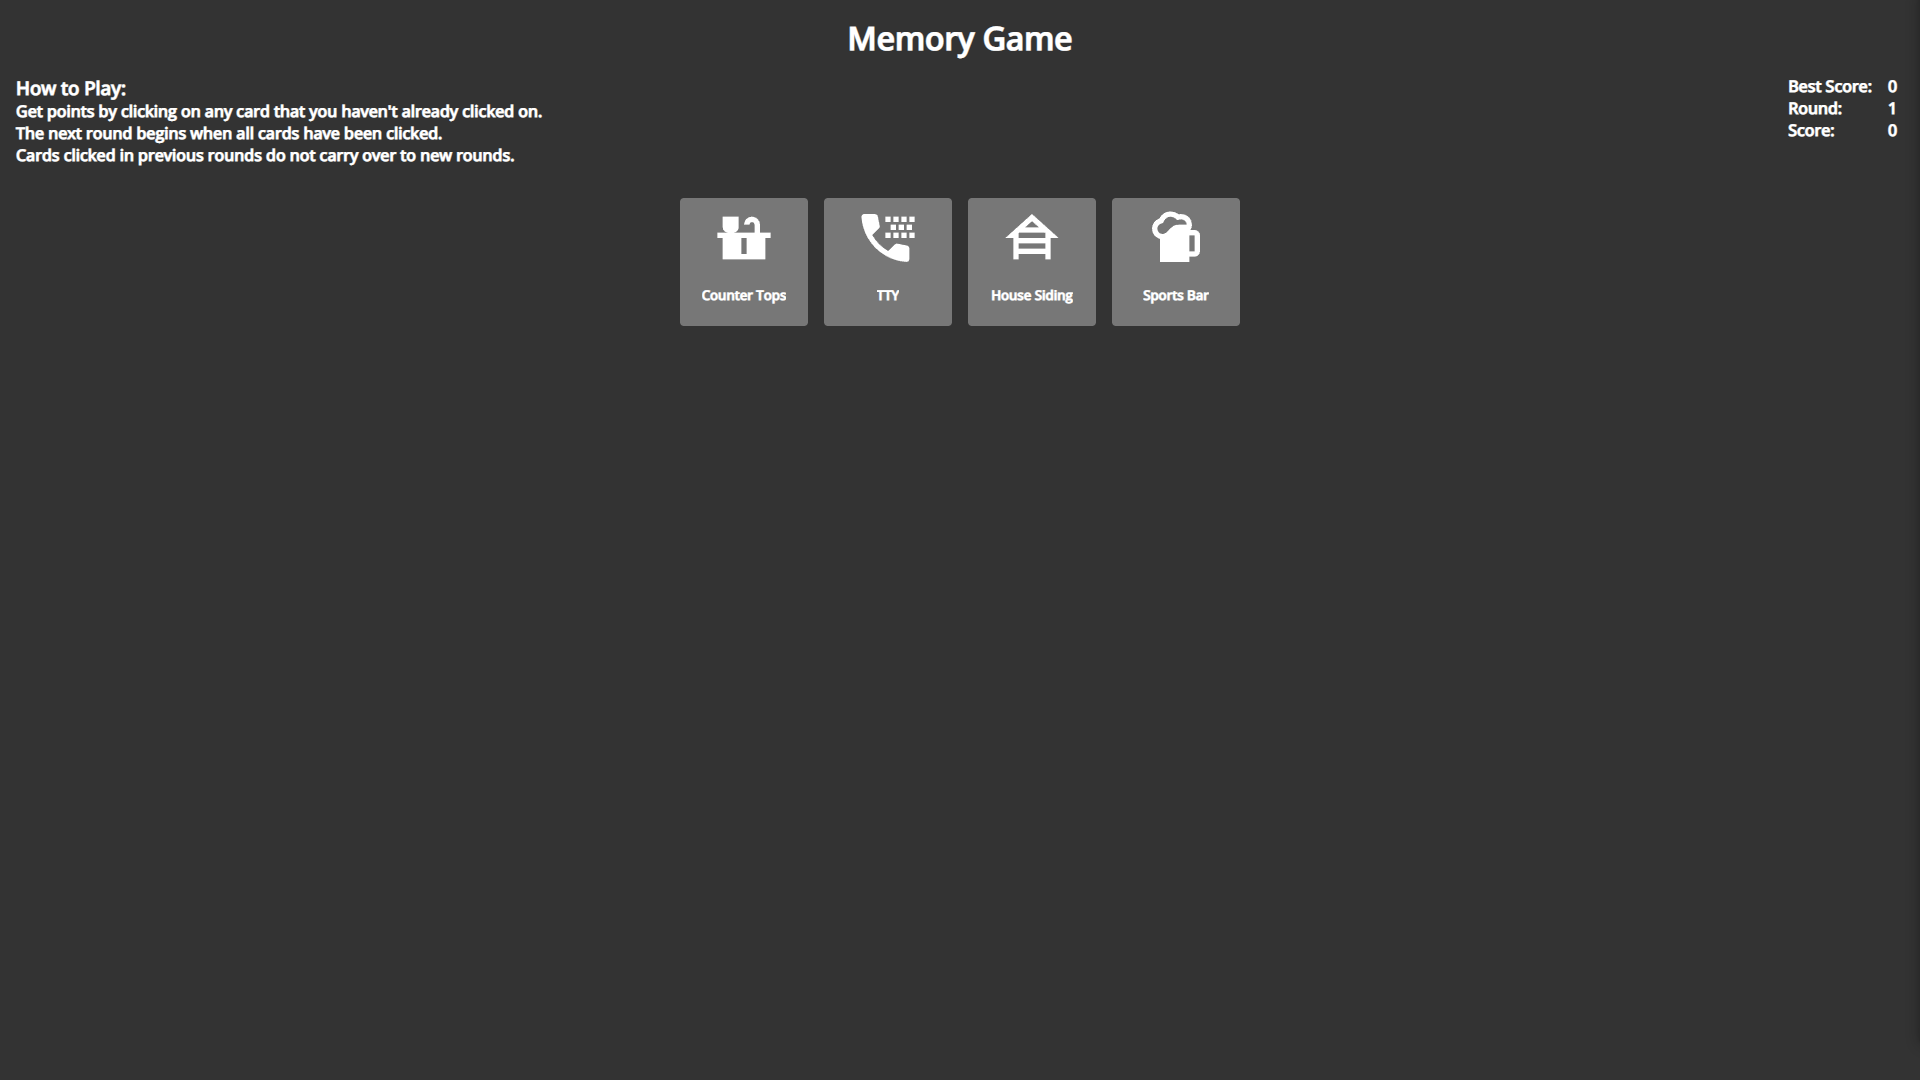 Memory Game
How to Play:
Get points by clicking on any card that you haven't already clicked on.
The next round begins when all cards have been clicked.
Cards clicked in previous rounds do not carry over to new rounds.
Best Score: 0
Round: 1
Score: 0
Counter Tops
TTY
House Siding
Sports Bar